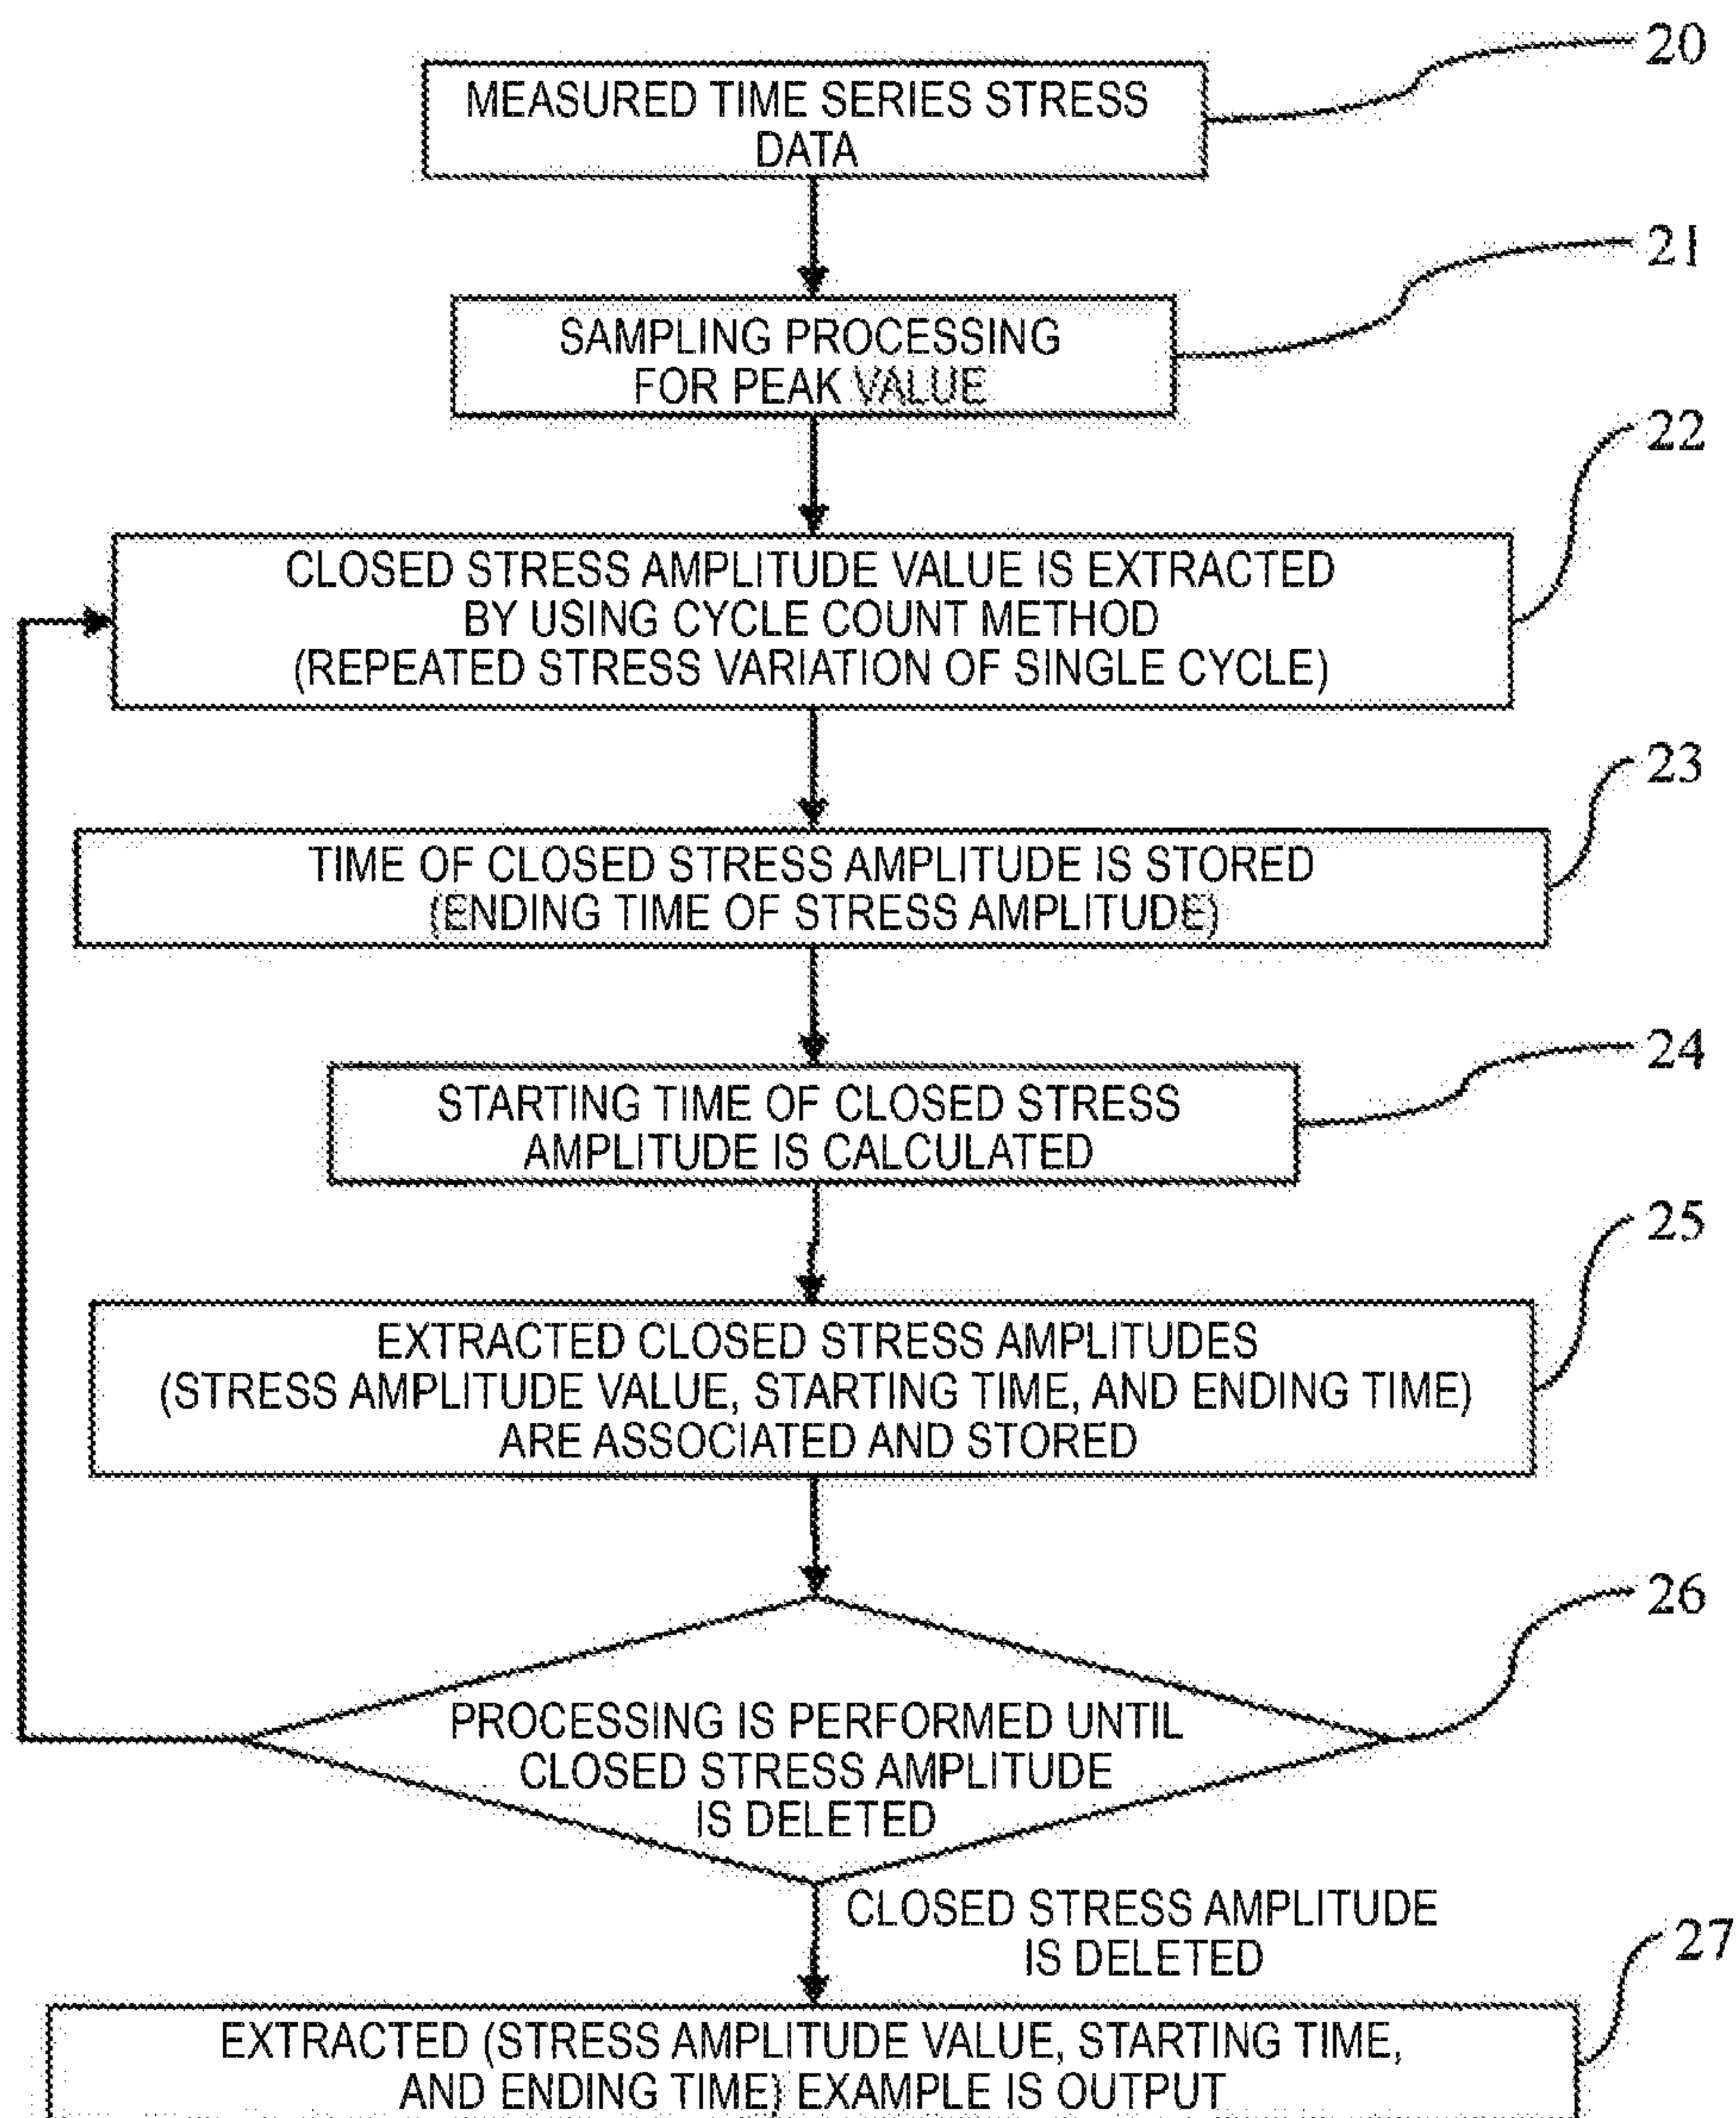 20
MEASURED TIME SERIES STRESS
DATA
21
SAMPLING PROCESSING
FOR PEAK VALUE
22
CLOSED STRESS AMPLITUDE VALUE IS EXTRACTED
BY USING CYCLE COUNT METHOD
(REPEATED STRESS VARIATION OF SINGLE CYCLE)
23
TIME OF CLOSED STRESS AMPLITUDE IS STORED
(ENDING TIME OF STRESS AMPLITUDE)
24
STARTING TIME OF CLOSED STRESS
AMPLITUDE IS CALCULATED
25
EXTRACTED CLOSED STRESS AMPLITUDES
(STRESS AMPLITUDE VALUE, STARTING TIME, AND ENDING TIME)
ARE ASSOCIATED AND STORED
26
PROCESSING IS PERFORMED UNTIL
CLOSED STRESS AMPLITUDE
IS DELETED
CLOSED STRESS AMPLITUDE
IS DELETED
27
EXTRACTED (STRESS AMPLITUDE VALUE, STARTING TIME,
AND ENDING TIME) EXAMPLE IS OUTPUT